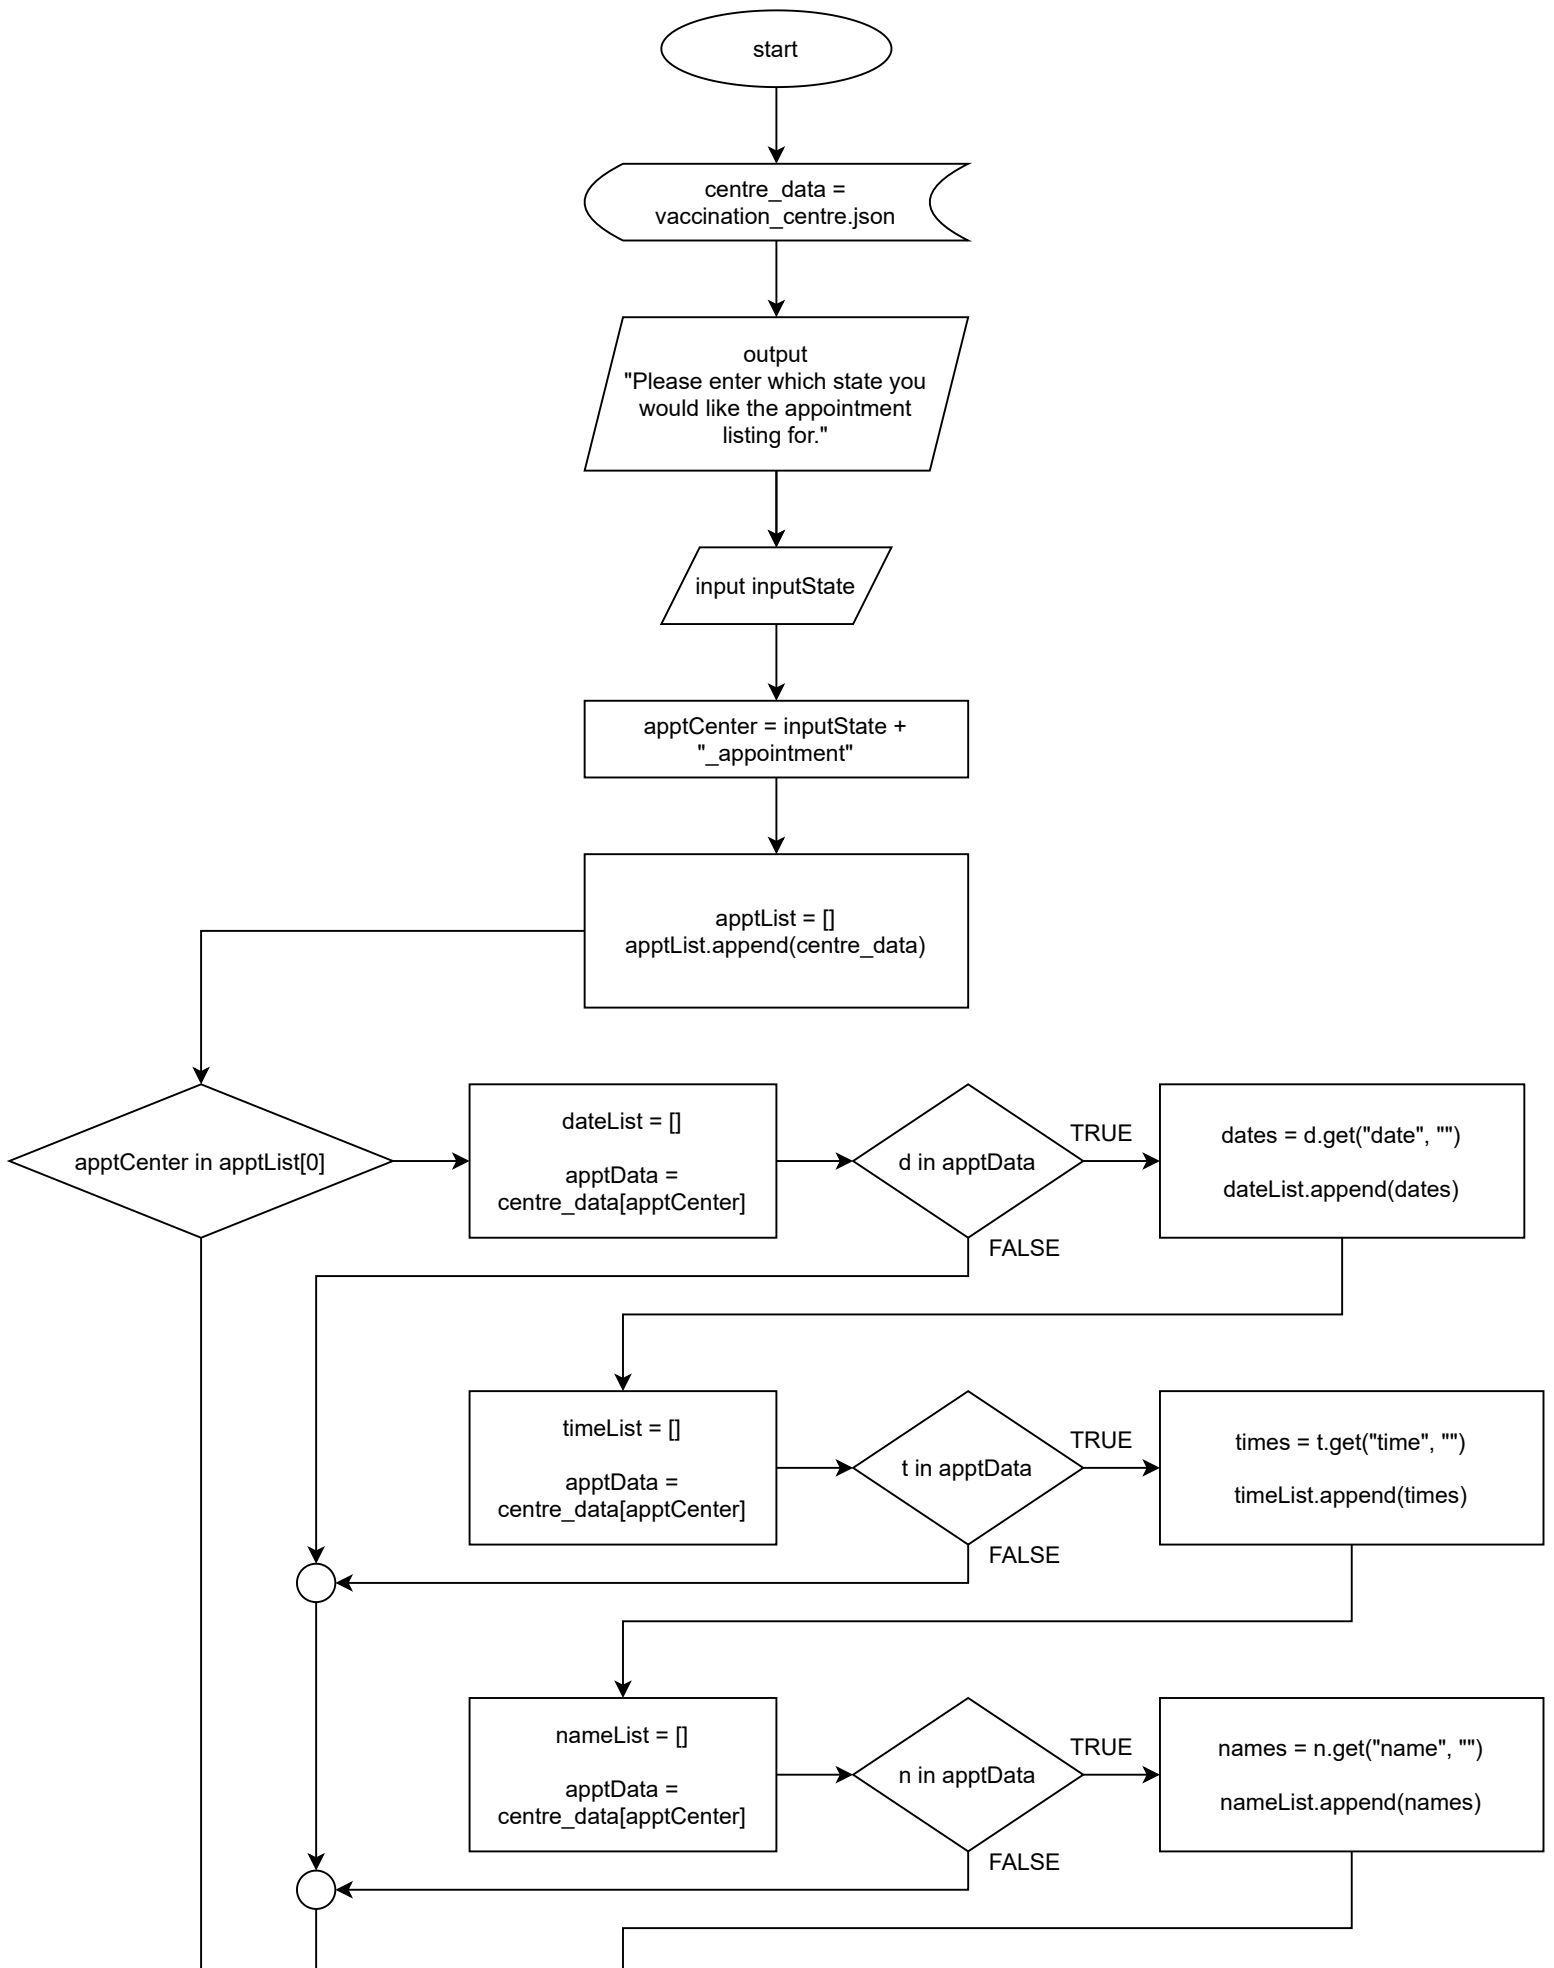 start
centre_data =
vaccination_centre.json
output
"Please enter which state you
would like the appointment
listing for."
input inputState
apptCenter = inputState +
"_appointment"
apptList = []
apptList.append(centre_data)
apptCenter in apptList[0]
dateList = []
apptData =
centre_data[apptCenter]
d in apptData
TRUE
FALSE
dates = d.get("date", "")
dateList.append(dates)
timeList = []
apptData =
centre_data[apptCenter]
t in apptData
TRUE
FALSE
times = t.get("time", "")
timeList.append(times)
nameList = []
apptData =
centre_data[apptCenter]
n in apptData
TRUE
FALSE
names = n.get("name", "")
nameList.append(names)